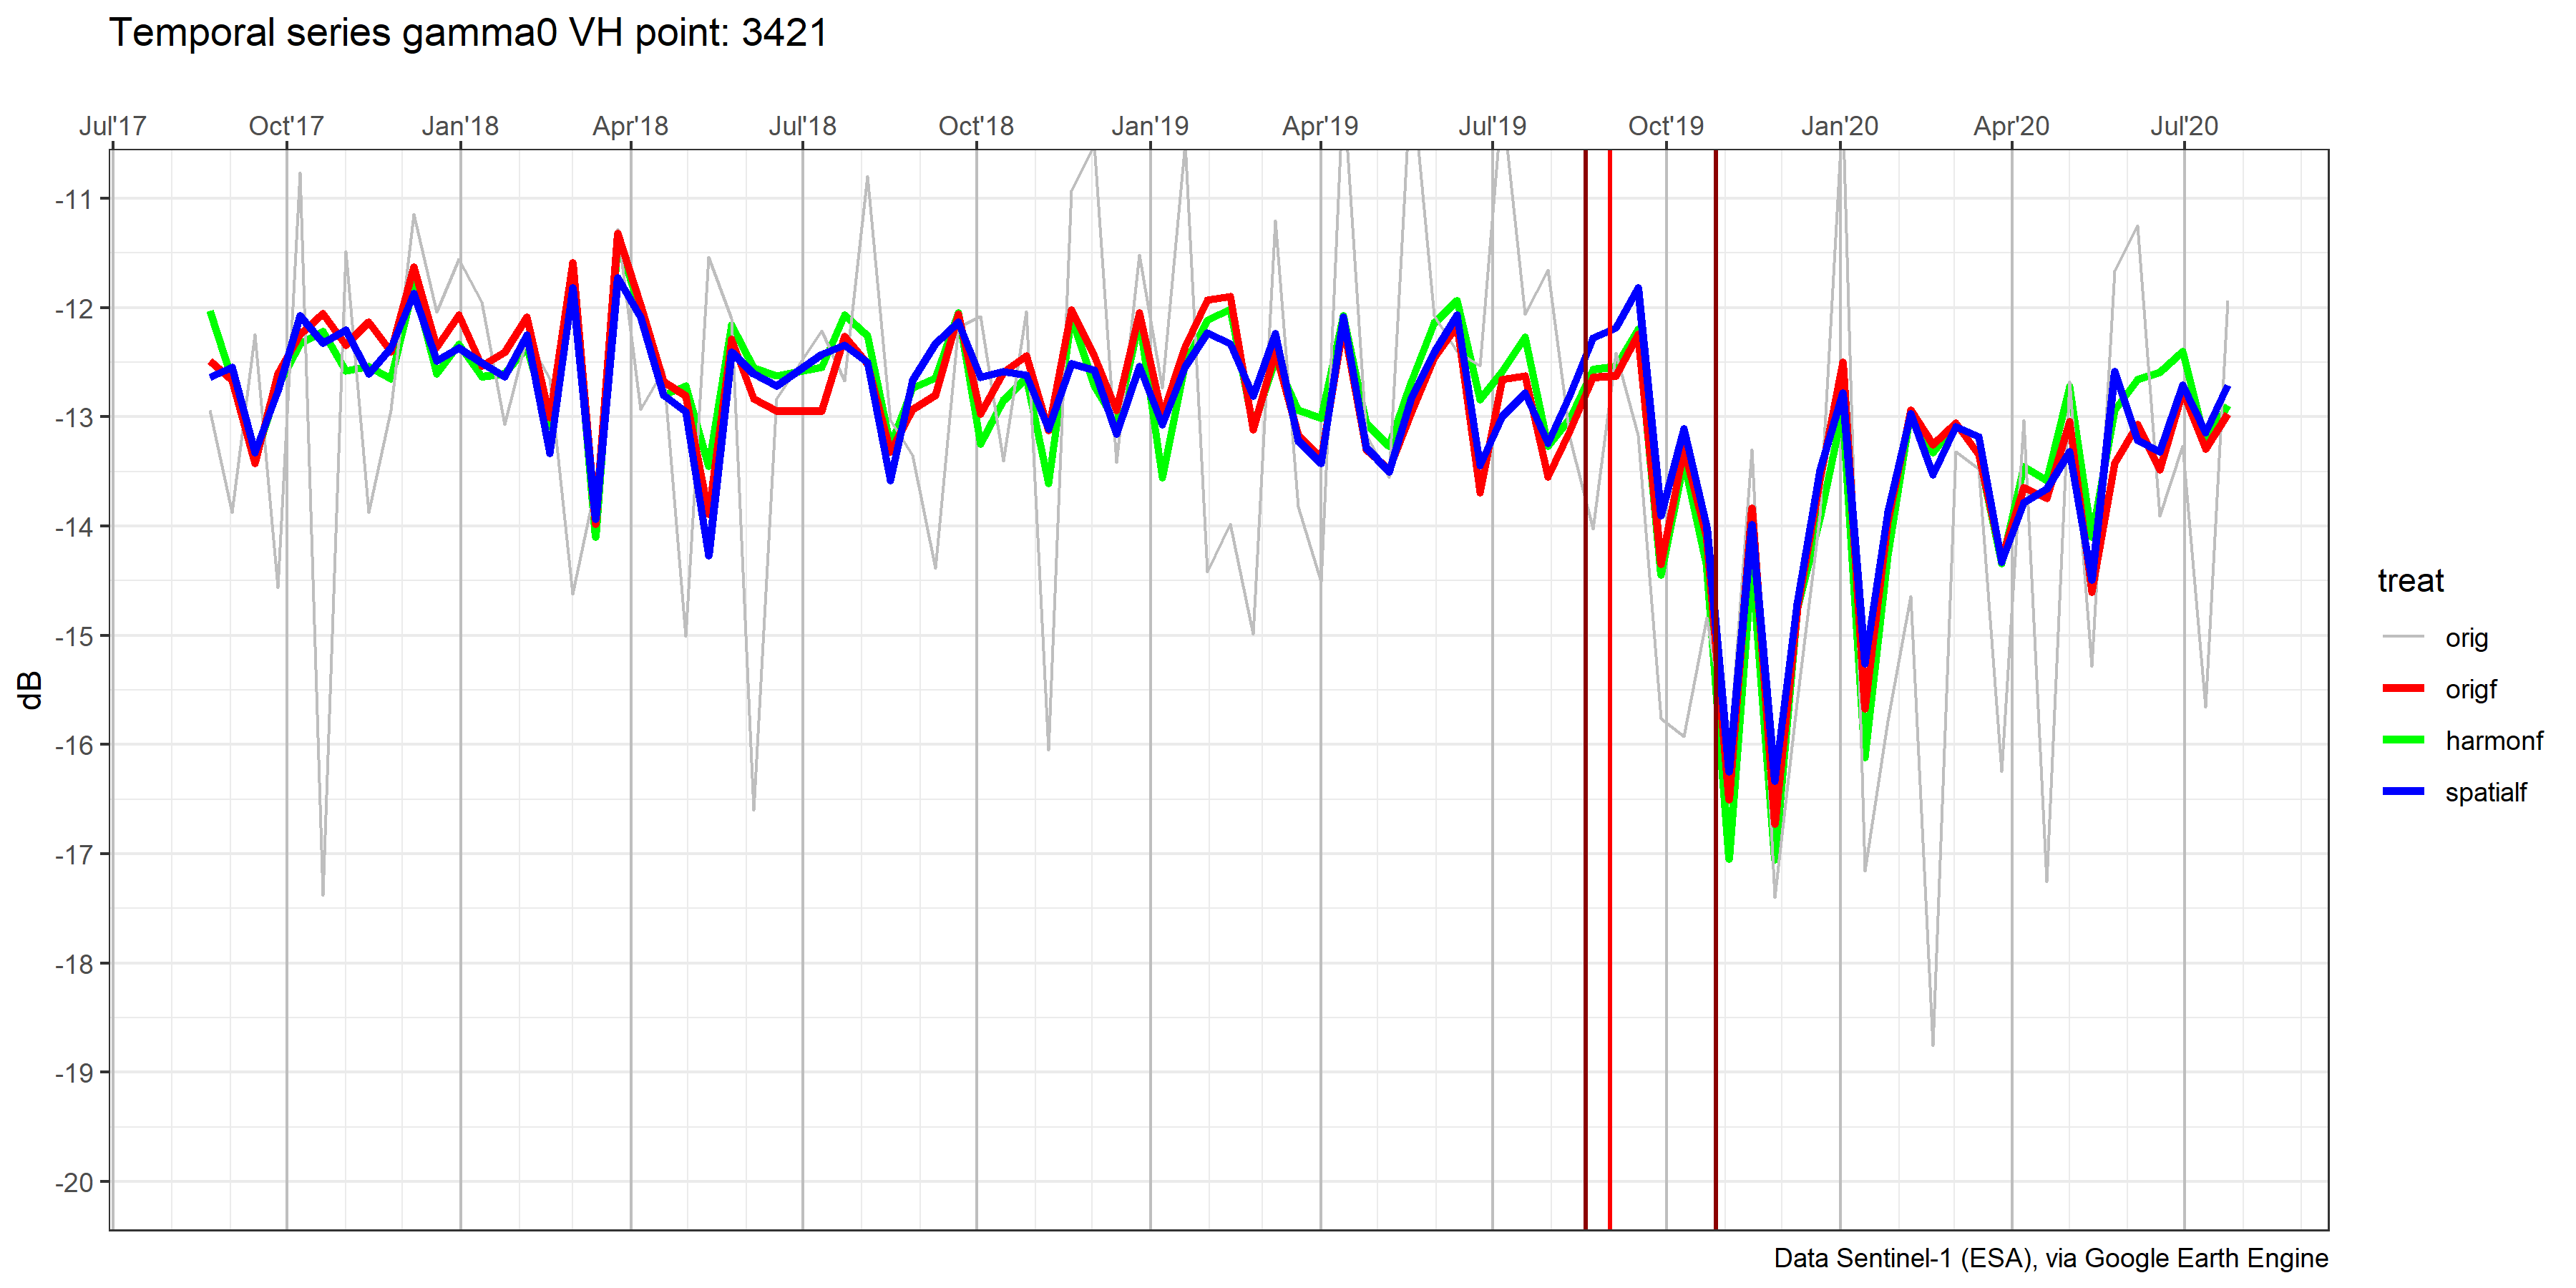 Temporal series gamma0 VH point: 3421
Jul'17 Oct'17 Jan'18 Apr'18 Jul'18 Oct'18 Jan'19 Apr'19 Jul'19 Oct'19 Jan'20 Apr'20 Jul'20
-11
-12
-13
-14
-15
-16
-17
-18
-19
-20
dB
treat
orig
origf
harmonf
spatialf
Data Sentinel-1 (ESA), via Google Earth Engine